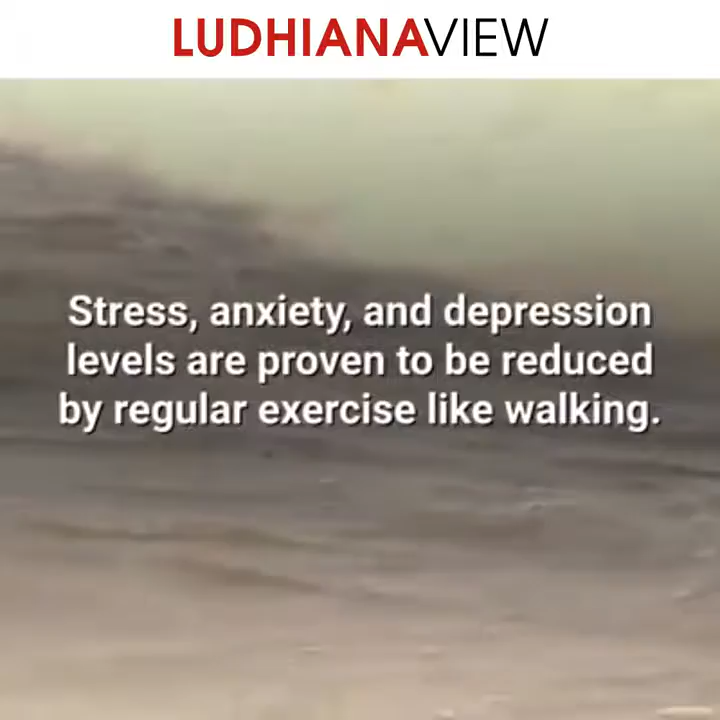 LUDHIANAVIEW
Stress, anxiety, and depression
levels are proven to be reduced
by regular exercise like walking.